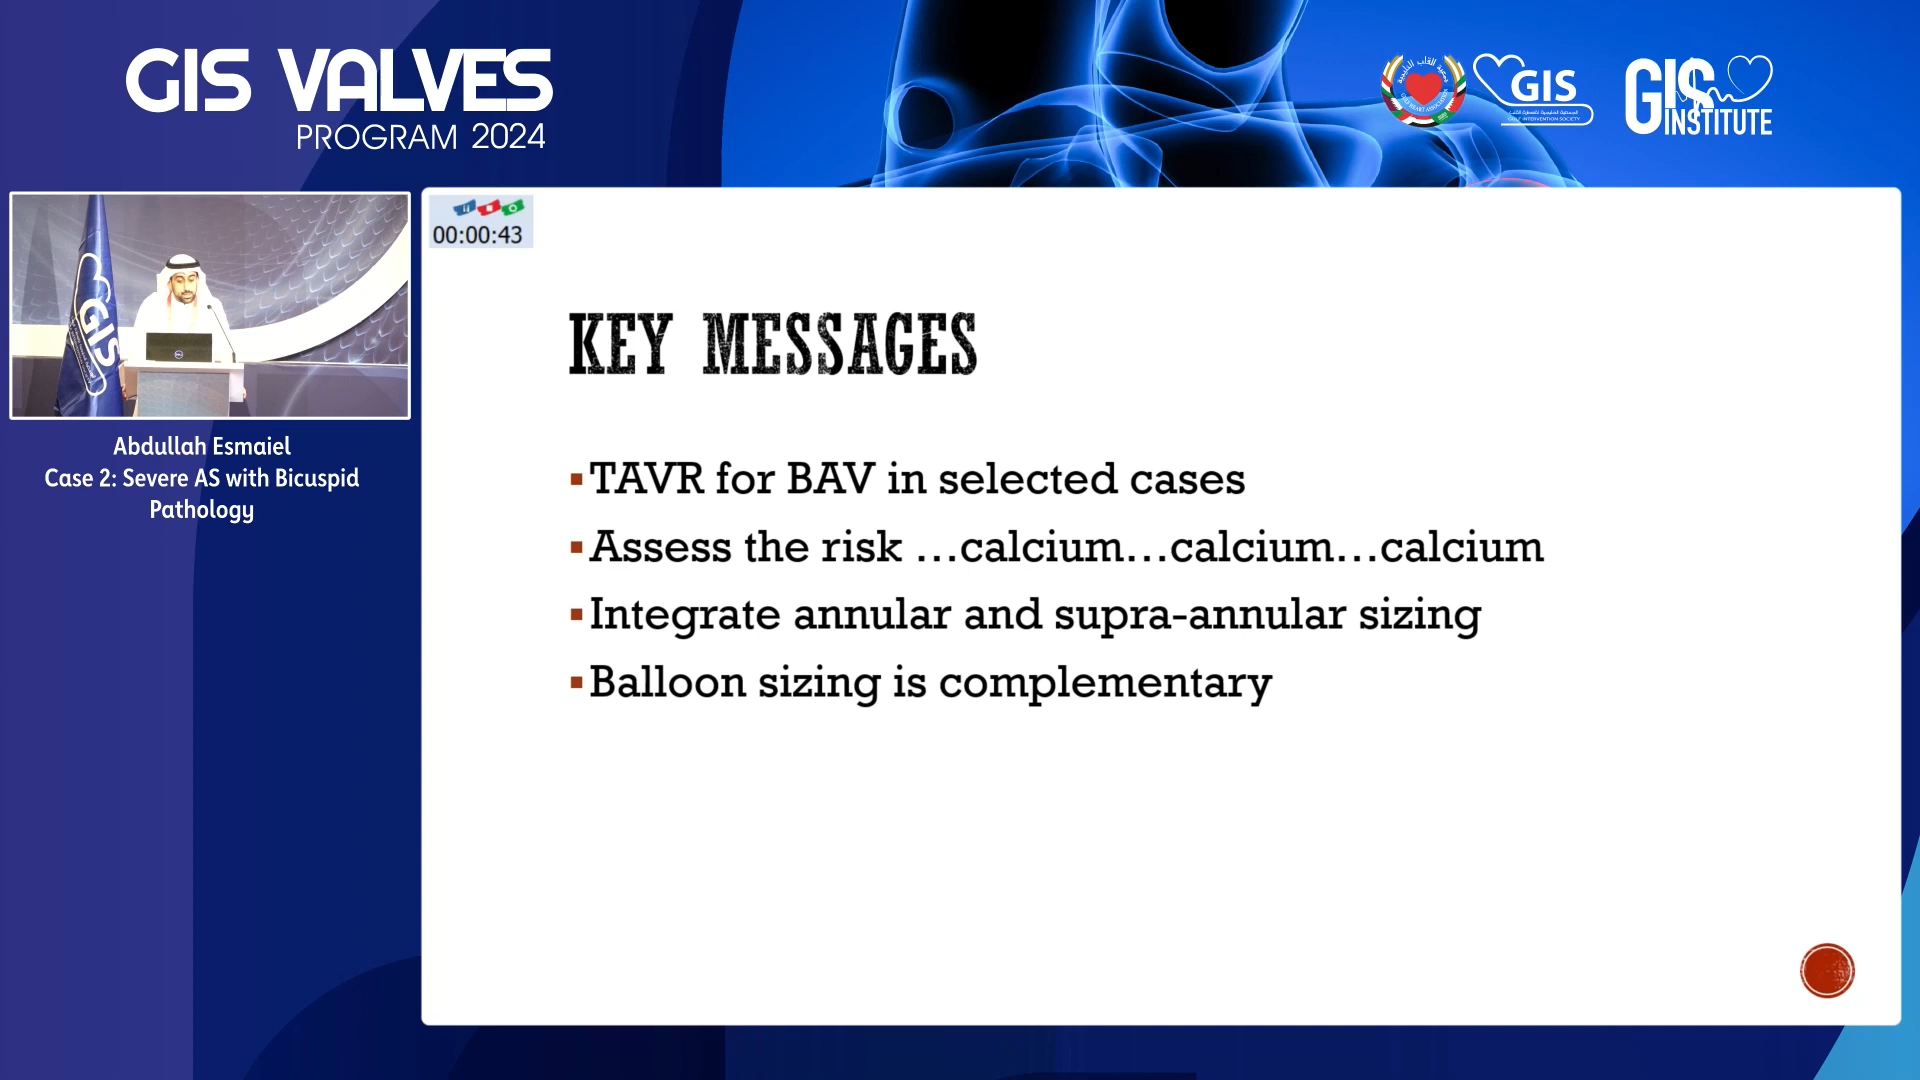 GIS VALVES
PROGRAM 2024
GIS
GIS
INSTITUTE
00:00:43
GIS
Abdullah Esmaiel
Case 2: Severe AS with Bicuspid
Pathology
KEY MESSAGES
▪TAVR for BAV in selected cases
▪Assess the risk …calcium…calcium…calcium
▪Integrate annular and supra-annular sizing
▪Balloon sizing is complementary